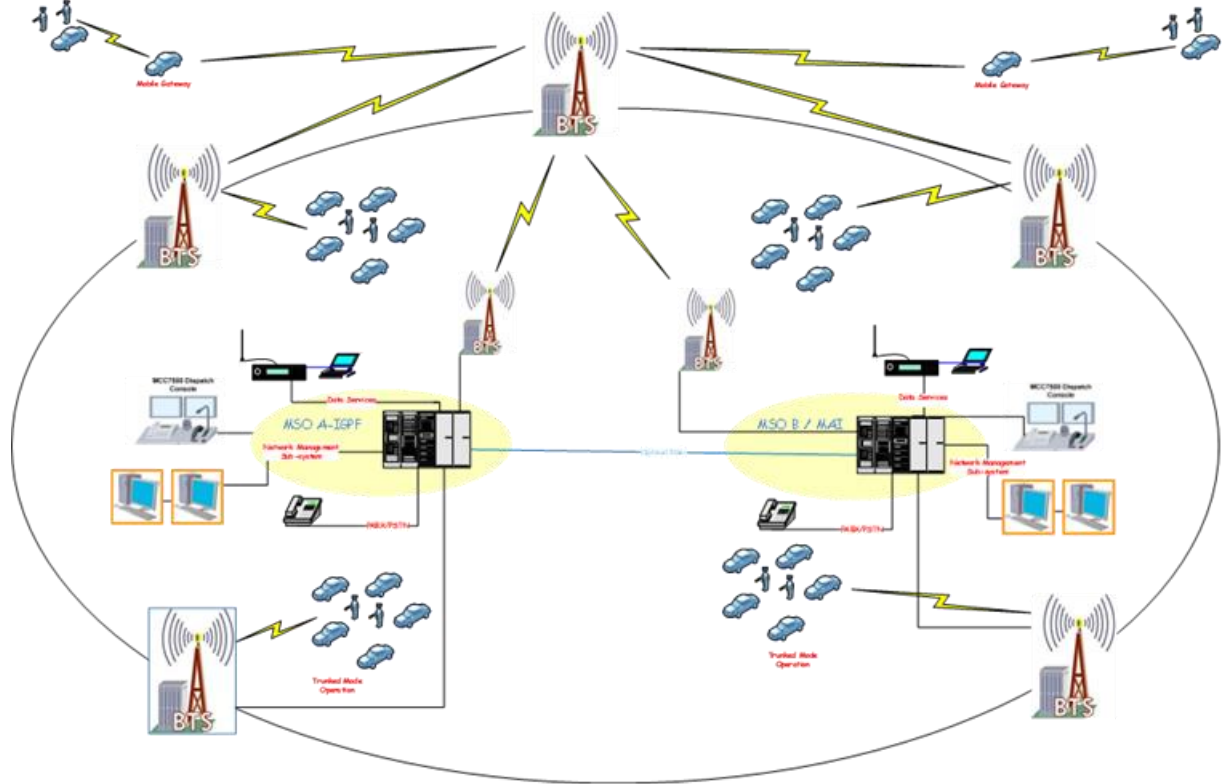 Mobile Gateway
Mobile Gateway
BTS
BTS
BTS
BTS
BTS
MCC7500 Dispatch
Console
Data Services
MSO A-IGPF
Network Management
Sub-system
PABX/PSTN
MSO B / MAI
Data Services
MCC7500 Dispatch
Console
Network Management
Sub-system
PABX/PSTN
Trunked Mode
Operation
Trunked Mode
Operation
BTS
BTS